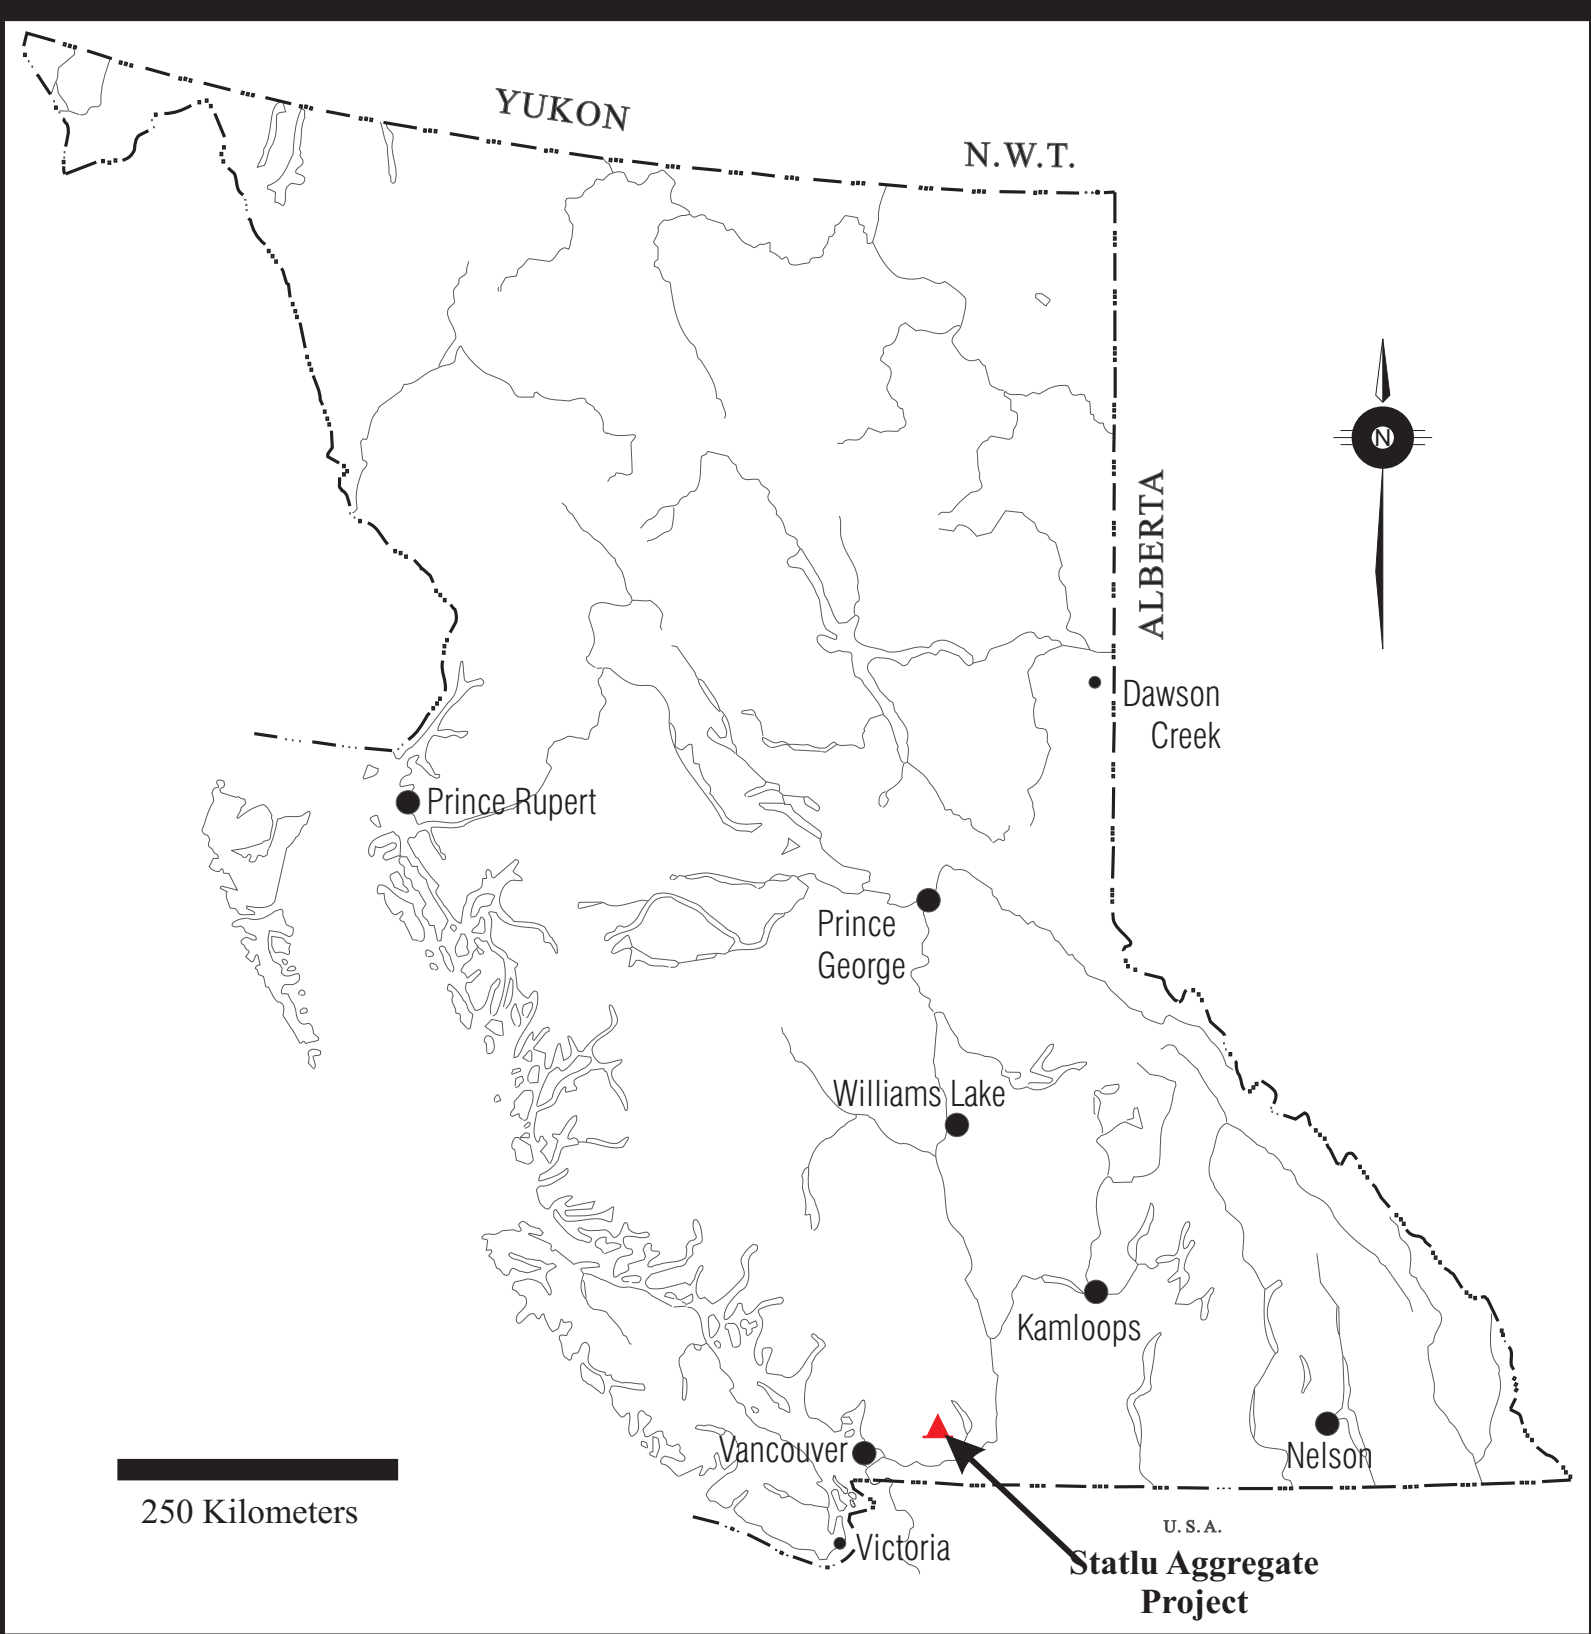 YUKON
N.W.T.
N
ALBERTA
Dawson
Creek
Prince Rupert
Prince
George
Williams Lake
Kamloops
Vancouver
Nelson
250 Kilometers
U.S.A.
Victoria
Statlu Aggregate
Project